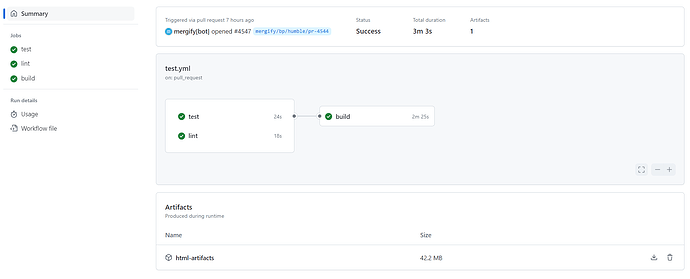 Summary
Jobs
test
lint
build
Run details
Usage
Workflow file
Triggered via pull request 7 hours ago
mergify[bot] opened #4547 mergify/bp/humble/pr-4544
Status
Success
Total duration
3m 3s
Artifacts
1
test.yml
on: pull_request
test 24s
lint 18s
build 2m 25s
Artifacts
Produced during runtime
Name Size
html-artifacts 42.2 MB